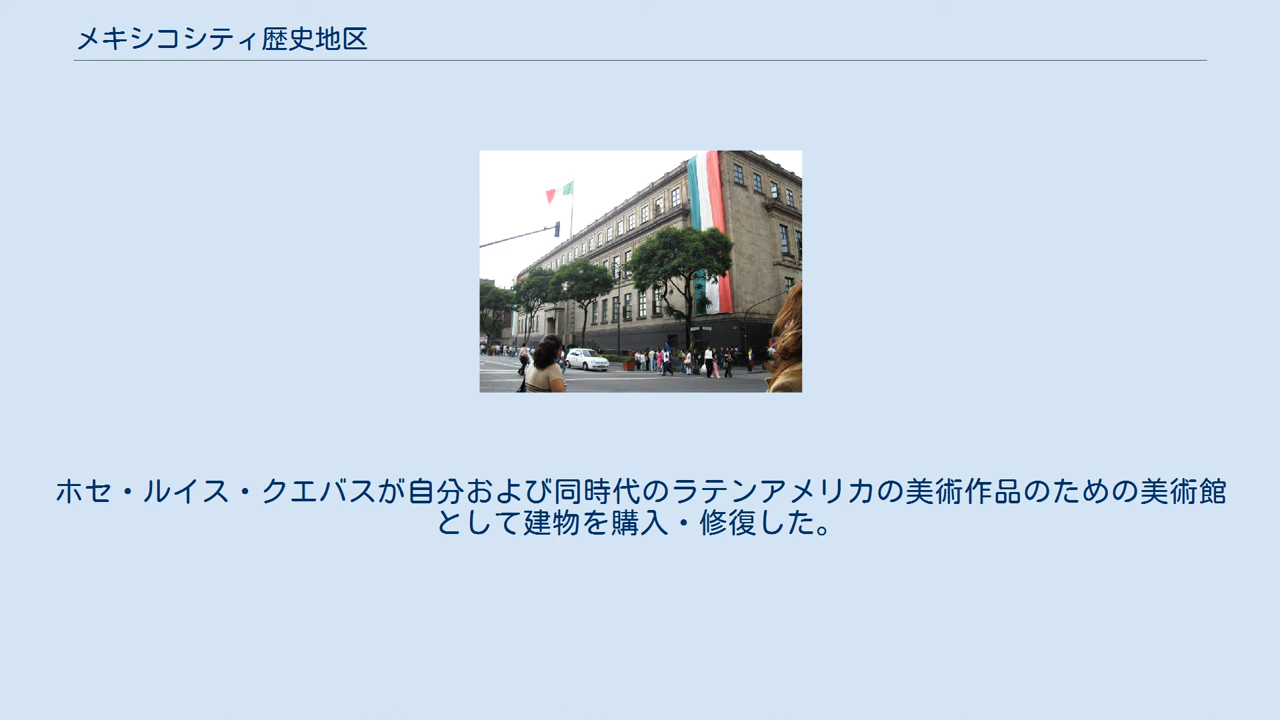 メキシコシティ歴史地区
ホセ・ルイス・クエバスが自分および同時代のラテンアメリカの美術作品のための美術館
として建物を購入・修復した。